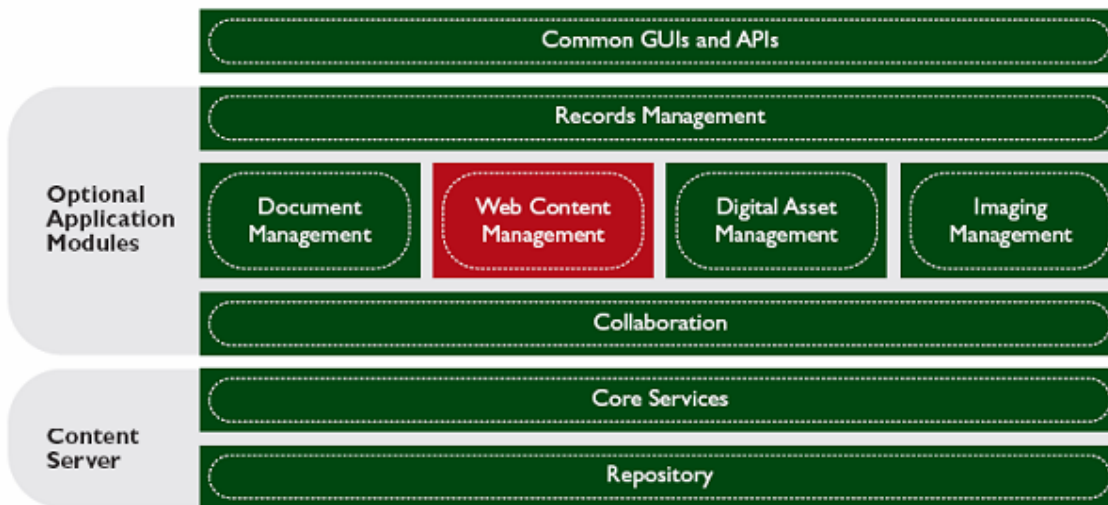 Common GUIs and APIs
Records Management
Optional
Application
Modules
Document
Management
Web Content
Management
Digital Asset
Management
Imaging
Management
Collaboration
Core Services
Content
Server
Repository